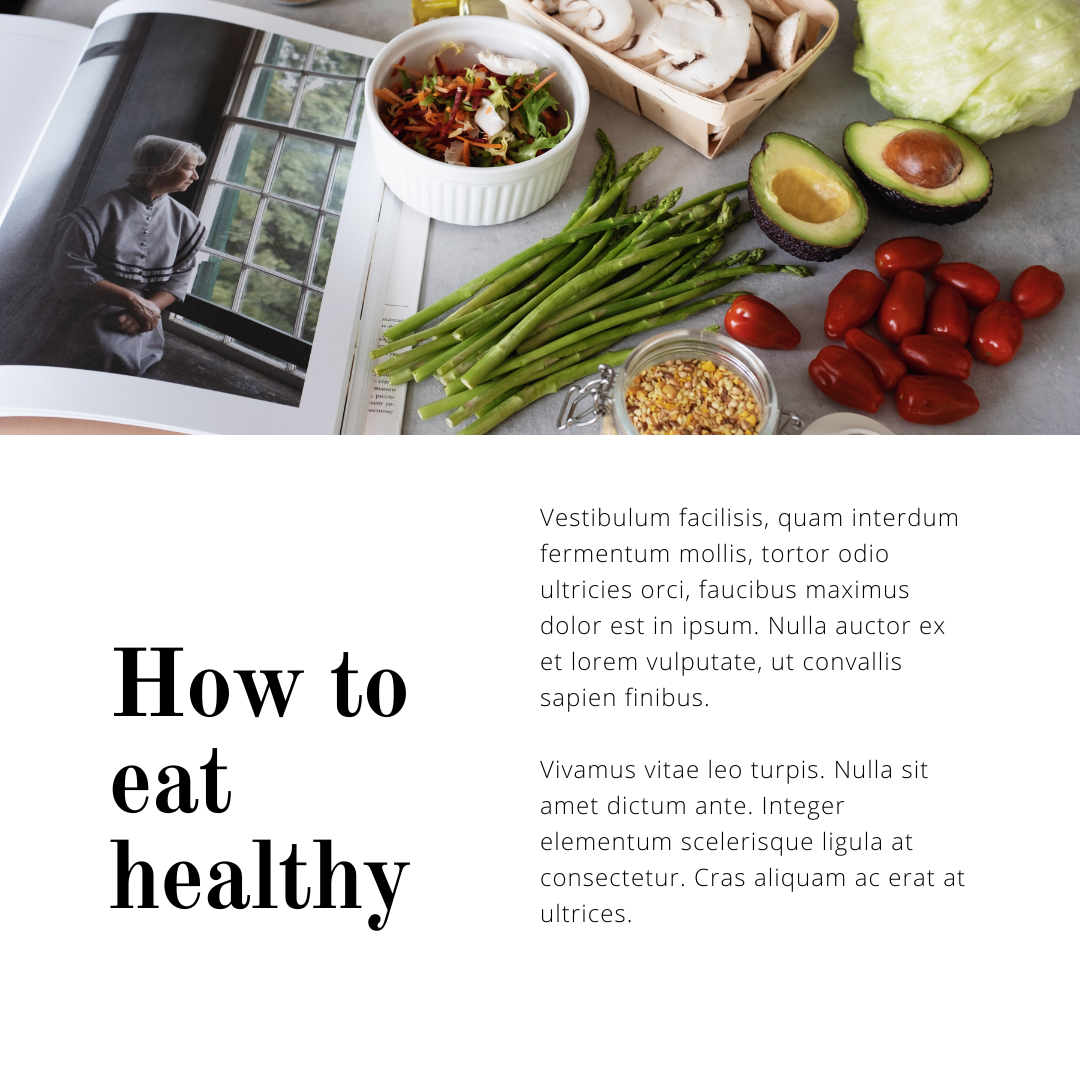 How to
eat
healthy
Vestibulum facilisis, quam interdum
fermentum mollis, tortor odio
ultricies orci, faucibus maximus
dolor est in ipsum. Nulla auctor ex
et lorem vulputate, ut convallis
sapien finibus.
Vivamus vitae leo turpis. Nulla sit
amet dictum ante. Integer
elementum scelerisque ligula at
consectetur. Cras aliquam ac erat at
ultrices.